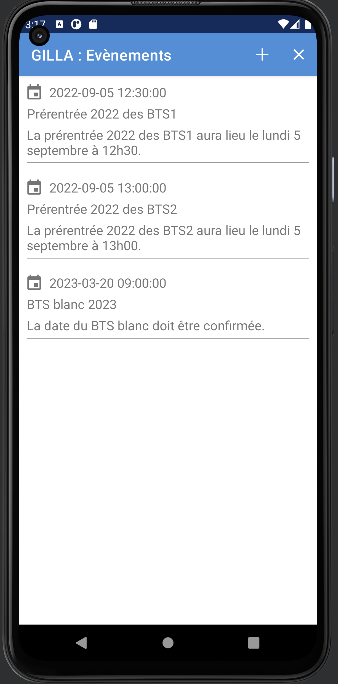 3:17
GILLA : Evènements
2022-09-05 12:30:00
Prérentrée 2022 des BTS1
La prérentrée 2022 des BTS1 aura lieu le lundi 5
septembre à 12h30.
2022-09-05 13:00:00
Prérentrée 2022 des BTS2
La prérentrée 2022 des BTS2 aura lieu le lundi 5
septembre à 13h00.
2023-03-20 09:00:00
BTS blanc 2023
La date du BTS blanc doit être confirmée.